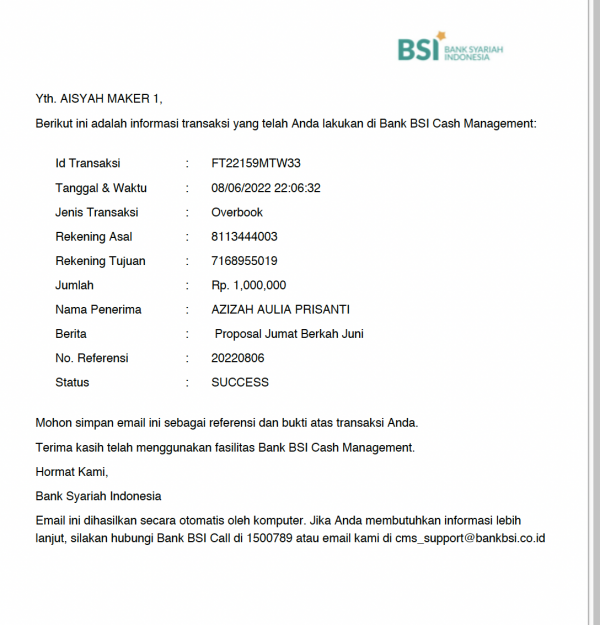 BSI BANK SYARIAH
INDONESIA
Yth. AISYAH MAKER 1,
Berikut ini adalah informasi transaksi yang telah Anda lakukan di Bank BSI Cash Management:
Id Transaksi : FT22159MTW33
Tanggal & Waktu : 08/06/2022 22:06:32
Jenis Transaksi : Overbook
Rekening Asal : 8113444003
Rekening Tujuan : 7168955019
Jumlah : Rp. 1,000,000
Nama Penerima : AZIZAH AULIA PRISANTI
Berita : Proposal Jumat Berkah Juni
No. Referensi : 20220806
Status : SUCCESS
Mohon simpan email ini sebagai referensi dan bukti atas transaksi Anda.
Terima kasih telah menggunakan fasilitas Bank BSI Cash Management.
Hormat Kami,
Bank Syariah Indonesia
Email ini dihasilkan secara otomatis oleh komputer. Jika Anda membutuhkan informasi lebih
lanjut, silakan hubungi Bank BSI Call di 1500789 atau email kami di cms_support@bankbsi.co.id